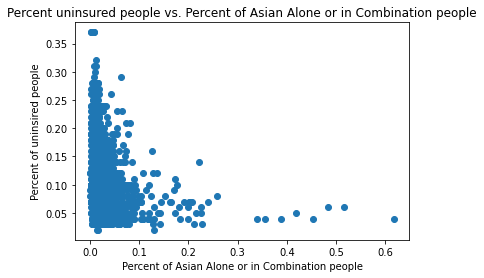 Percent uninsured people vs. Percent of Asian Alone or in Combination people
Percent of uninsired people
0.35
0.30
0.25
0.20
0.15
0.10
0.05
0.0 0.1 0.2 0.3 0.4 0.5 0.6
Percent of Asian Alone or in Combination people